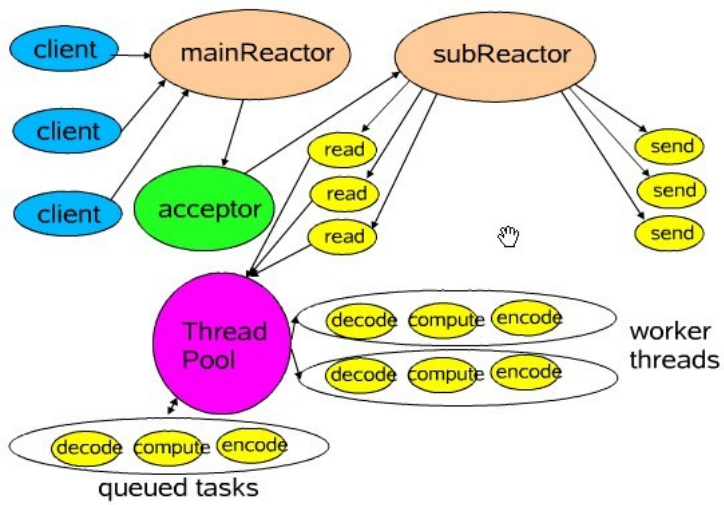 client
mainReactor
subReactor
client
client
acceptor
read
read
read
send
send
send
Thread
Pool
decode compute encode
decode compute encode
worker
threads
decode compute encode
queued tasks